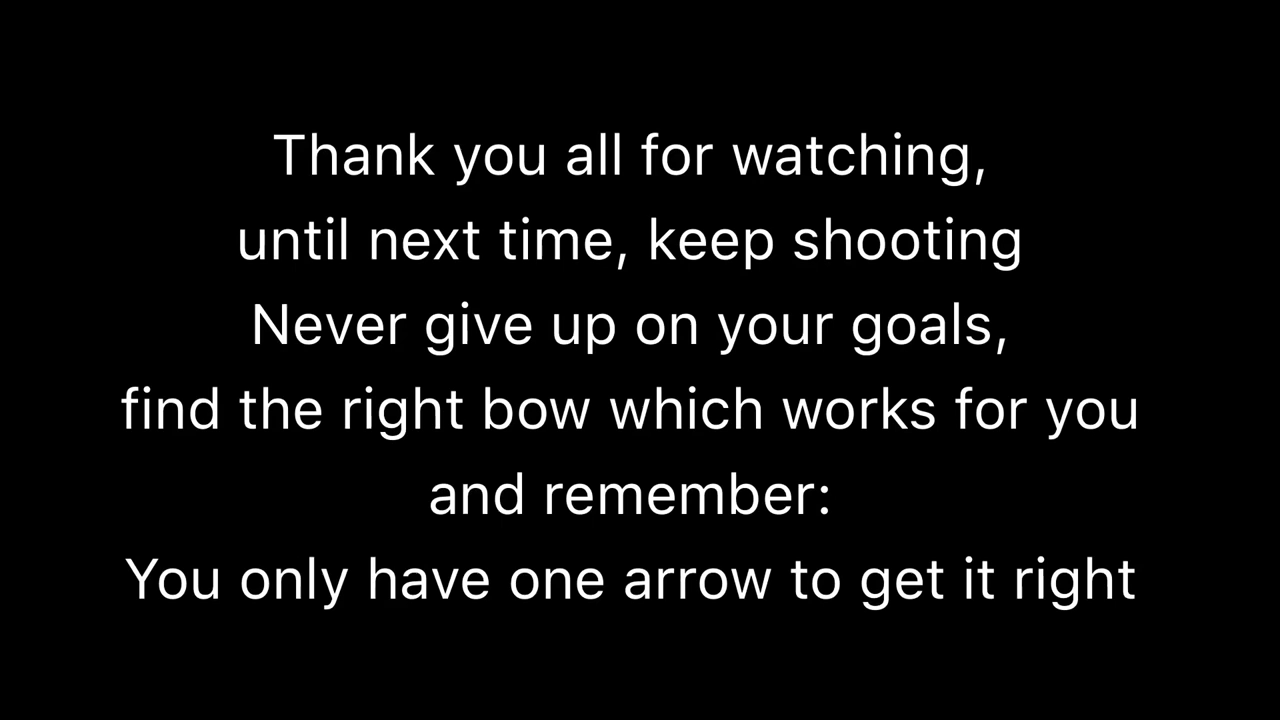 Thank you all for watching,
until next time, keep shooting
Never give up on your goals,
find the right bow which works for you
and remember:
You only have one arrow to get it right